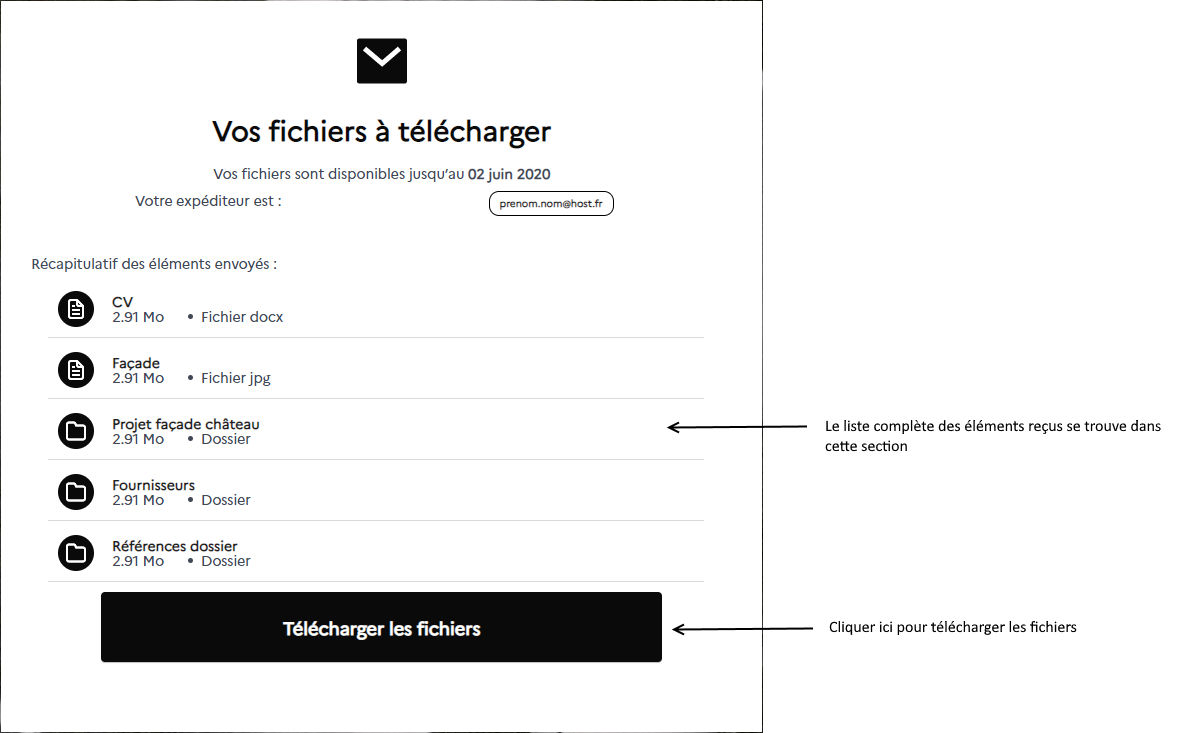 Vos fichiers à télécharger
Vos fichiers sont disponibles jusqu’au 02 juin 2020
Votre expéditeur est : prenom.nom@host.fr
Récapitulatif des éléments envoyés :
CV
2.91 Mo • Fichier docx
Façade
2.91 Mo • Fichier jpg
Projet façade château
2.91 Mo • Dossier
Le liste complète des éléments reçus se trouve dans
cette section
Fournisseurs
2.91 Mo • Dossier
Références dossier
2.91 Mo • Dossier
Télécharger les fichiers
Cliquer ici pour télécharger les fichiers